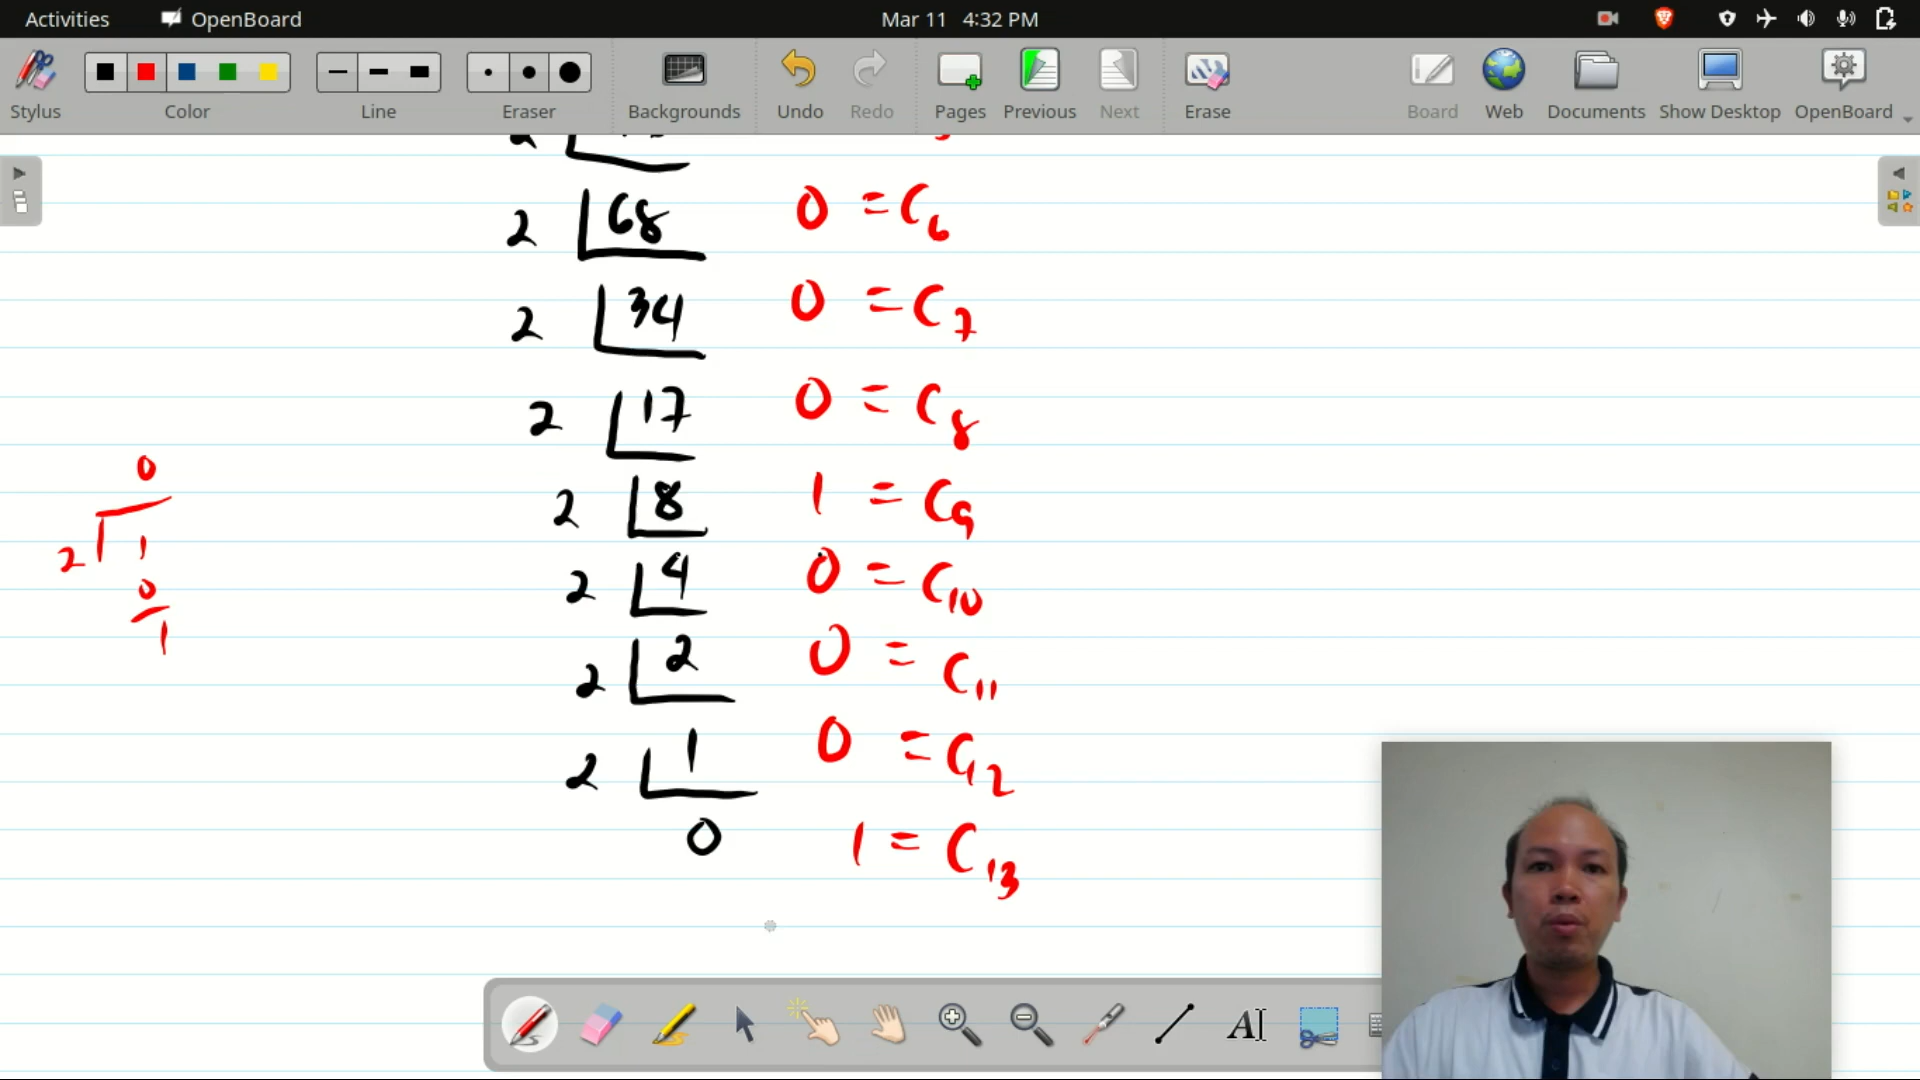 Activities OpenBoard Mar 11 4:32 PM
Stylus Color Line Eraser Backgrounds Undo Redo Pages Previous Next Erase Board Web Documents Show Desktop OpenBoard
2
2 68 0 = C6
2 34 0 = C7
2 17 0 = C8
2 8 1 = C9
2 4 0 = C10
2 2 0 = C11
2 1 0 = C12
0 1 = C13
0
2 1
0
1
A